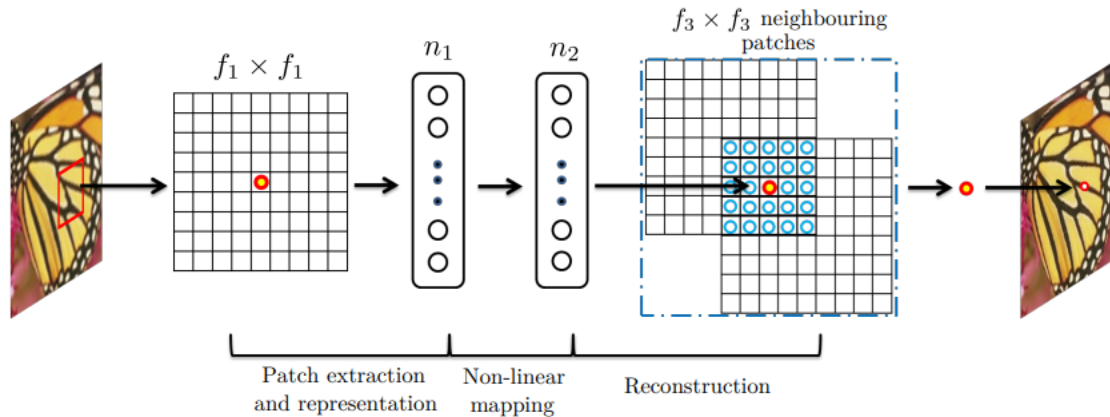 f₁ × f₁
n₁
n₂
f₃ × f₃ neighbouring
patches
Patch extraction
and representation
Non-linear
mapping
Reconstruction